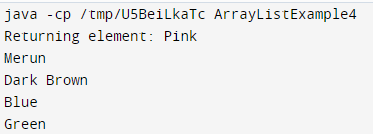 java -cp /tmp/U5BeiLkaTc ArrayListExample4
Returning element: Pink
Merun
Dark Brown
Blue
Green